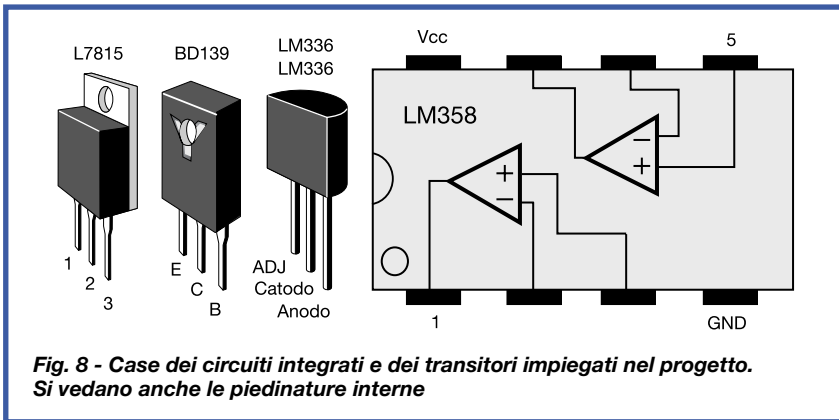 L7815
BD139
LM336
LM336
Vcc
5
LM358
−
+
+
−
1
2
3
E
C
B
ADJ
Catodo
Anodo
1
GND
Fig. 8 - Case dei circuiti integrati e dei transitori impiegati nel progetto.
Si vedano anche le piedinature interne